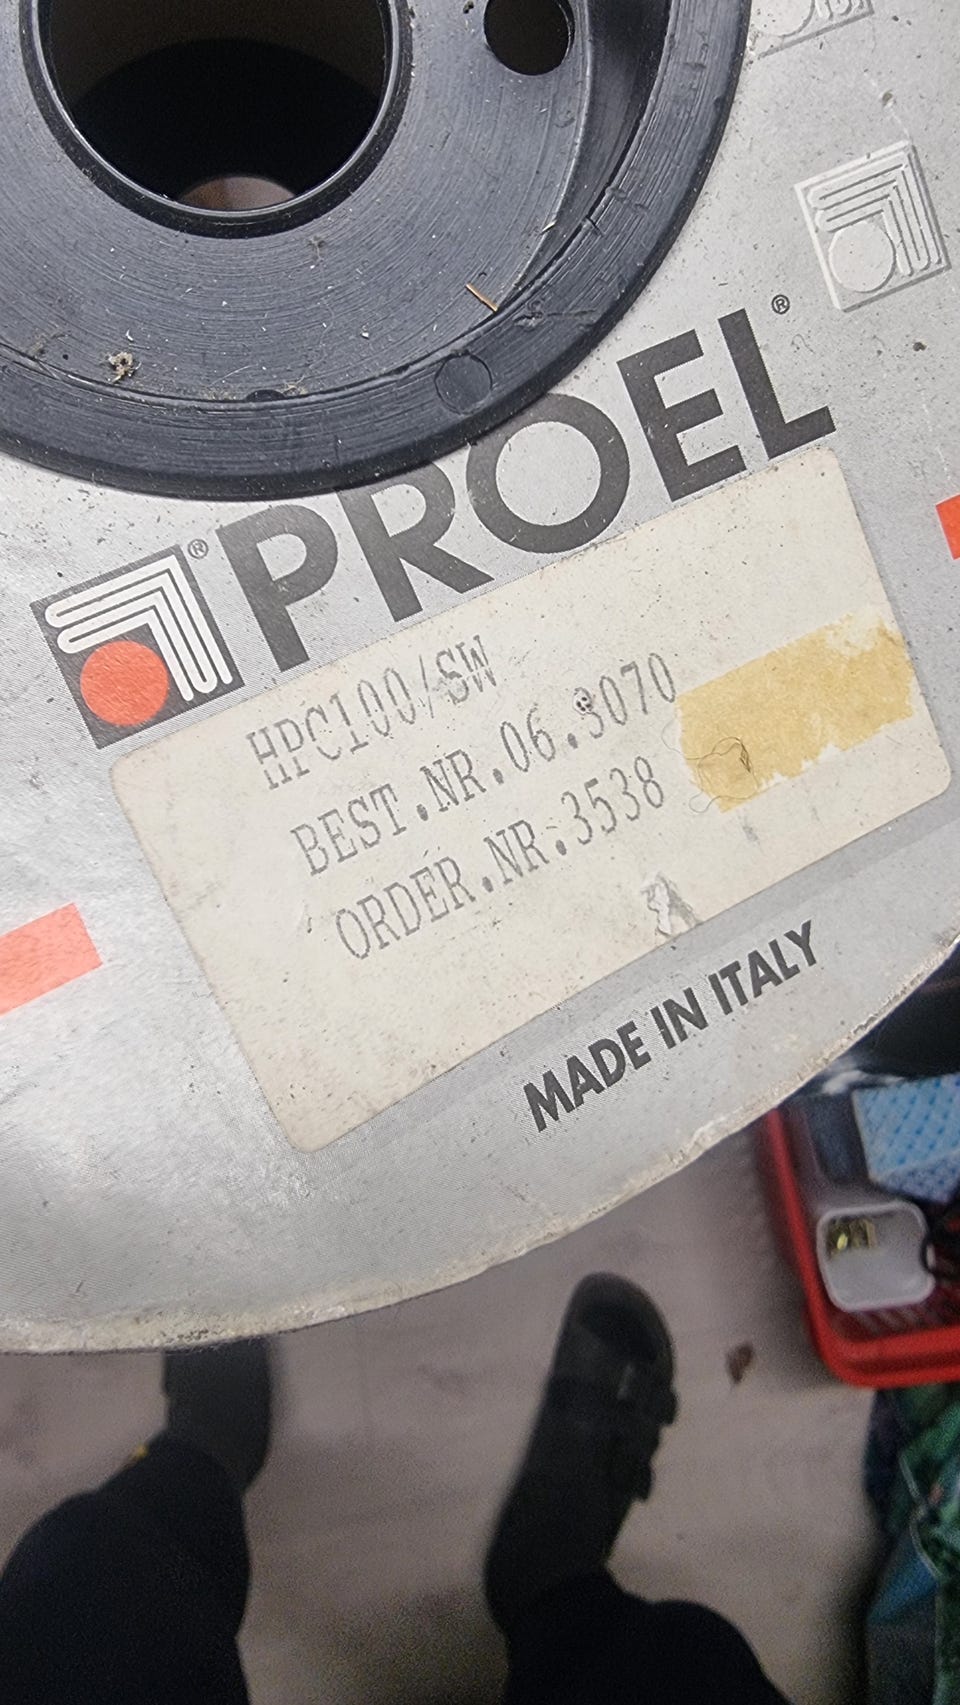 PROEL®
®
HPC100/SW
BEST.NR.06.3070
ORDER.NR.3538
MADE IN ITALY